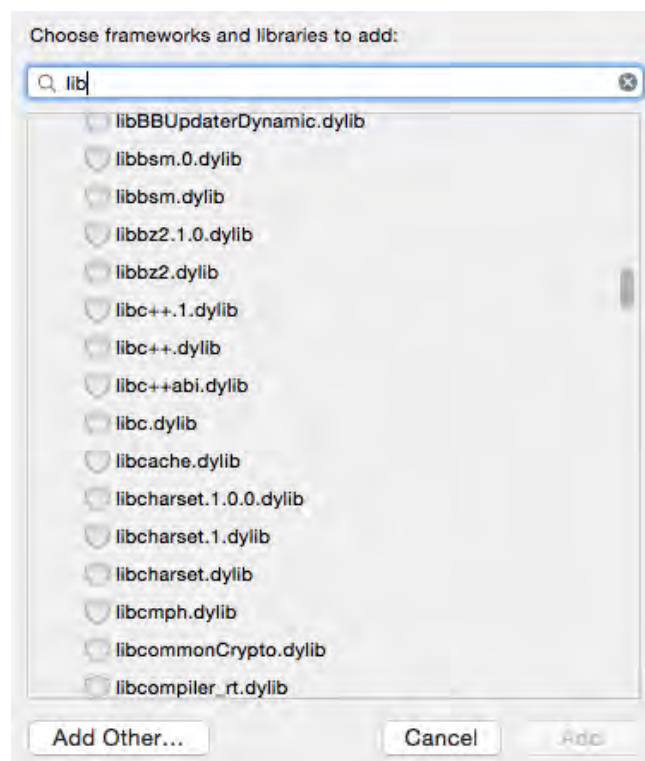 Choose frameworks and libraries to add:
lib
libBBUpdaterDynamic.dylib
libbsm.0.dylib
libbsm.dylib
libbz2.1.0.dylib
libbz2.dylib
libc++.1.dylib
libc++.dylib
libc++abi.dylib
libc.dylib
libcache.dylib
libcharset.1.0.0.dylib
libcharset.1.dylib
libcharset.dylib
libcmph.dylib
libcommonCrypto.dylib
libcompiler_rt.dylib
Add Other... Cancel Add